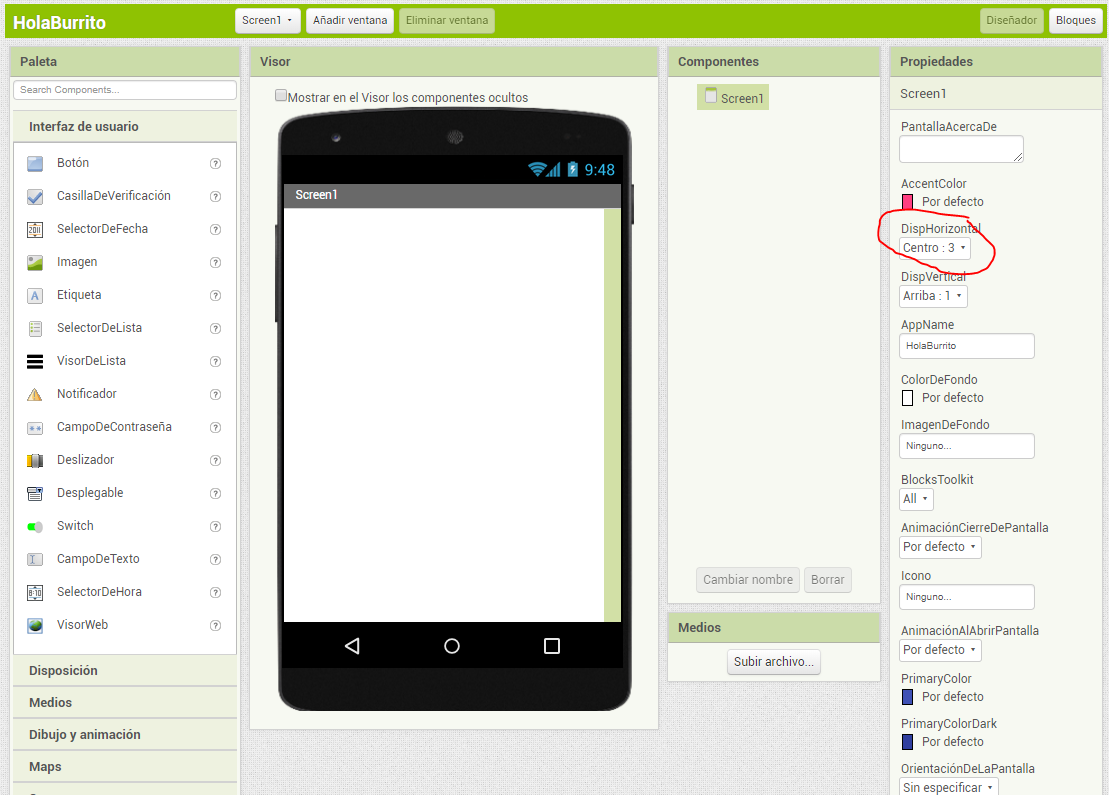 HolaBurrito
Screen1
Añadir ventana
Eliminar ventana
Diseñador
Bloques
Paleta
Search Components...
Interfaz de usuario
Botón
CasillaDeVerificación
SelectorDeFecha
Imagen
Etiqueta
SelectorDeLista
VisorDeLista
Notificador
CampoDeContraseña
Deslizador
Desplegable
Switch
CampoDeTexto
SelectorDeHora
VisorWeb
Disposición
Medios
Dibujo y animación
Maps
Visor
Mostrar en el Visor los componentes ocultos
9:48
Screen1
Componentes
Screen1
Cambiar nombre
Borrar
Medios
Subir archivo...
Propiedades
Screen1
PantallaAcercaDe
AccentColor
Por defecto
DispHorizontal
Centro : 3
DispVertical
Arriba : 1
AppName
HolaBurrito
ColorDeFondo
Por defecto
ImagenDeFondo
Ninguno...
BlocksToolkit
All
AnimaciónCierreDePantalla
Por defecto
Icono
Ninguno...
AnimaciónAlAbrirPantalla
Por defecto
PrimaryColor
Por defecto
PrimaryColorDark
Por defecto
OrientaciónDeLaPantalla
Sin especificar